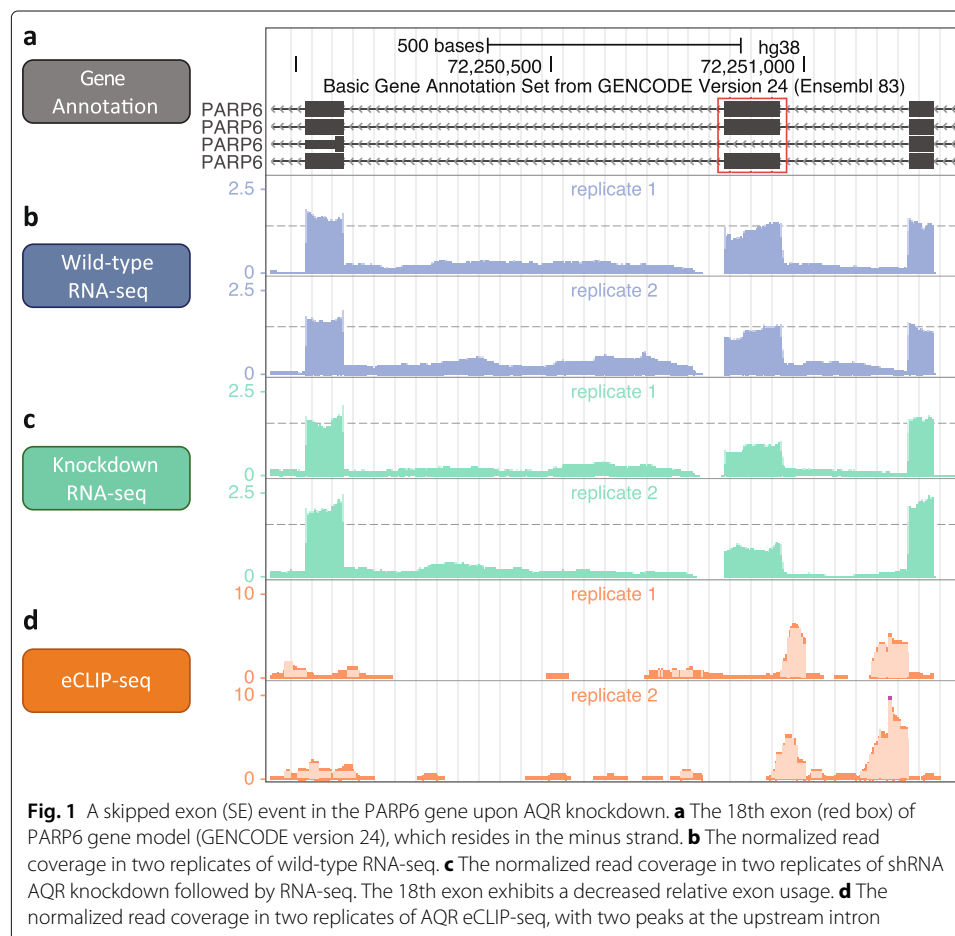 a
Gene
Annotation
500 bases
hg38
72,250,500
72,251,000
Basic Gene Annotation Set from GENCODE Version 24 (Ensembl 83)
PARP6
PARP6
PARP6
PARP6
b
Wild-type
RNA-seq
2.5
replicate 1
0
2.5
replicate 2
0
c
Knockdown
RNA-seq
2.5
replicate 1
0
2.5
replicate 2
0
d
eCLIP-seq
10
replicate 1
0
10
replicate 2
0
Fig. 1 A skipped exon (SE) event in the PARP6 gene upon AQR knockdown. a The 18th exon (red box) of
PARP6 gene model (GENCODE version 24), which resides in the minus strand. b The normalized read
coverage in two replicates of wild-type RNA-seq. c The normalized read coverage in two replicates of shRNA
AQR knockdown followed by RNA-seq. The 18th exon exhibits a decreased relative exon usage. d The
normalized read coverage in two replicates of AQR eCLIP-seq, with two peaks at the upstream intron